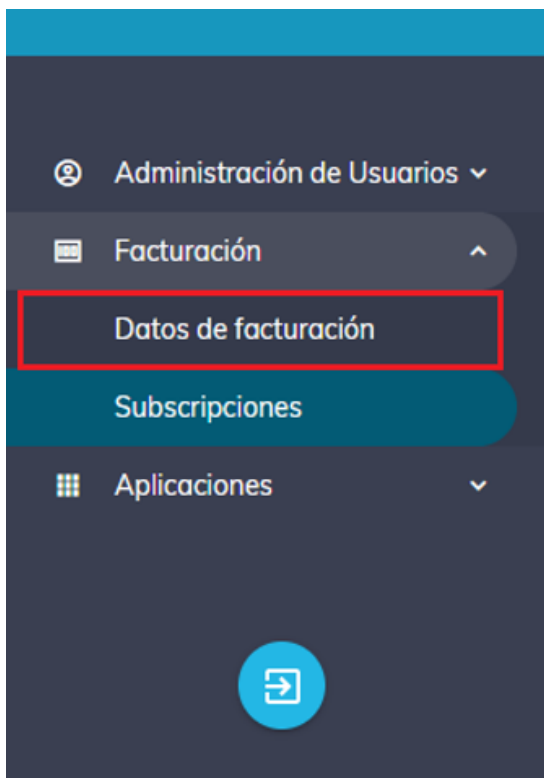 Administración de Usuarios
Facturación
Datos de facturación
Subscripciones
Aplicaciones